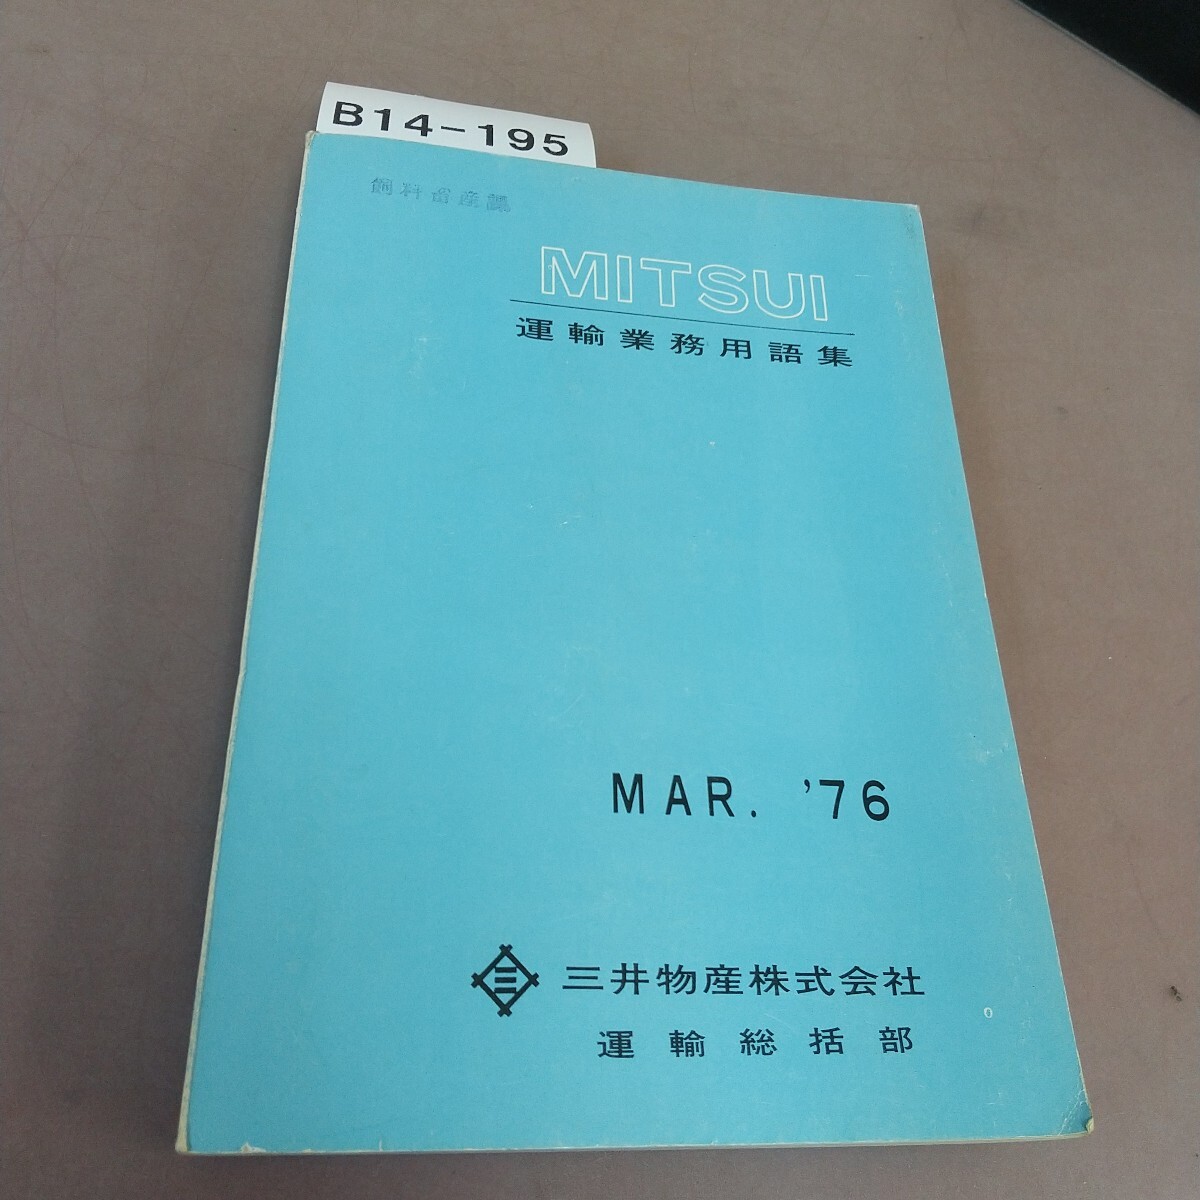 B14-195
飼料畜産課
MITSUI
運輸業務用語集
MAR. '76
三井物産株式会社
運輸総括部